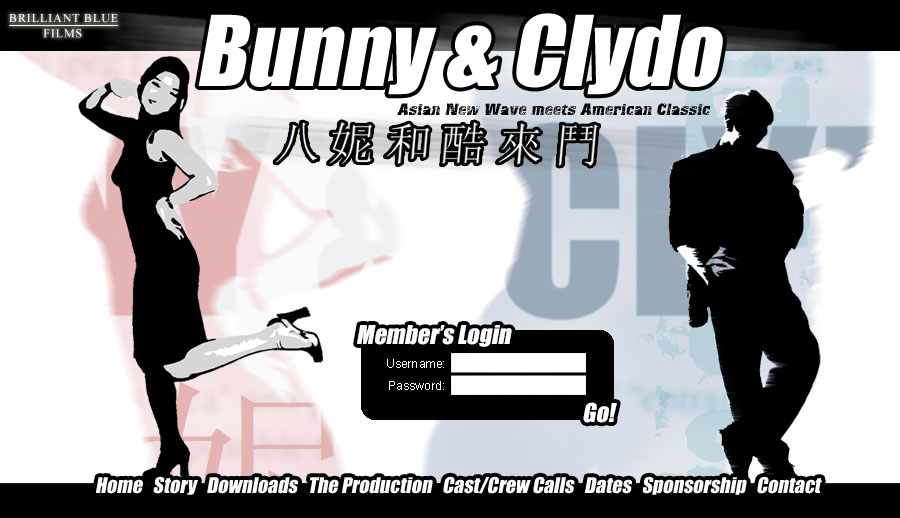 BRILLIANT BLUE
FILMS
Bunny & Clydo
Asian New Wave meets American Classic
八妮和酷來鬥
Member's Login
Username:
Password:
Go!
Home Story Downloads The Production Cast/Crew Calls Dates Sponsorship Contact